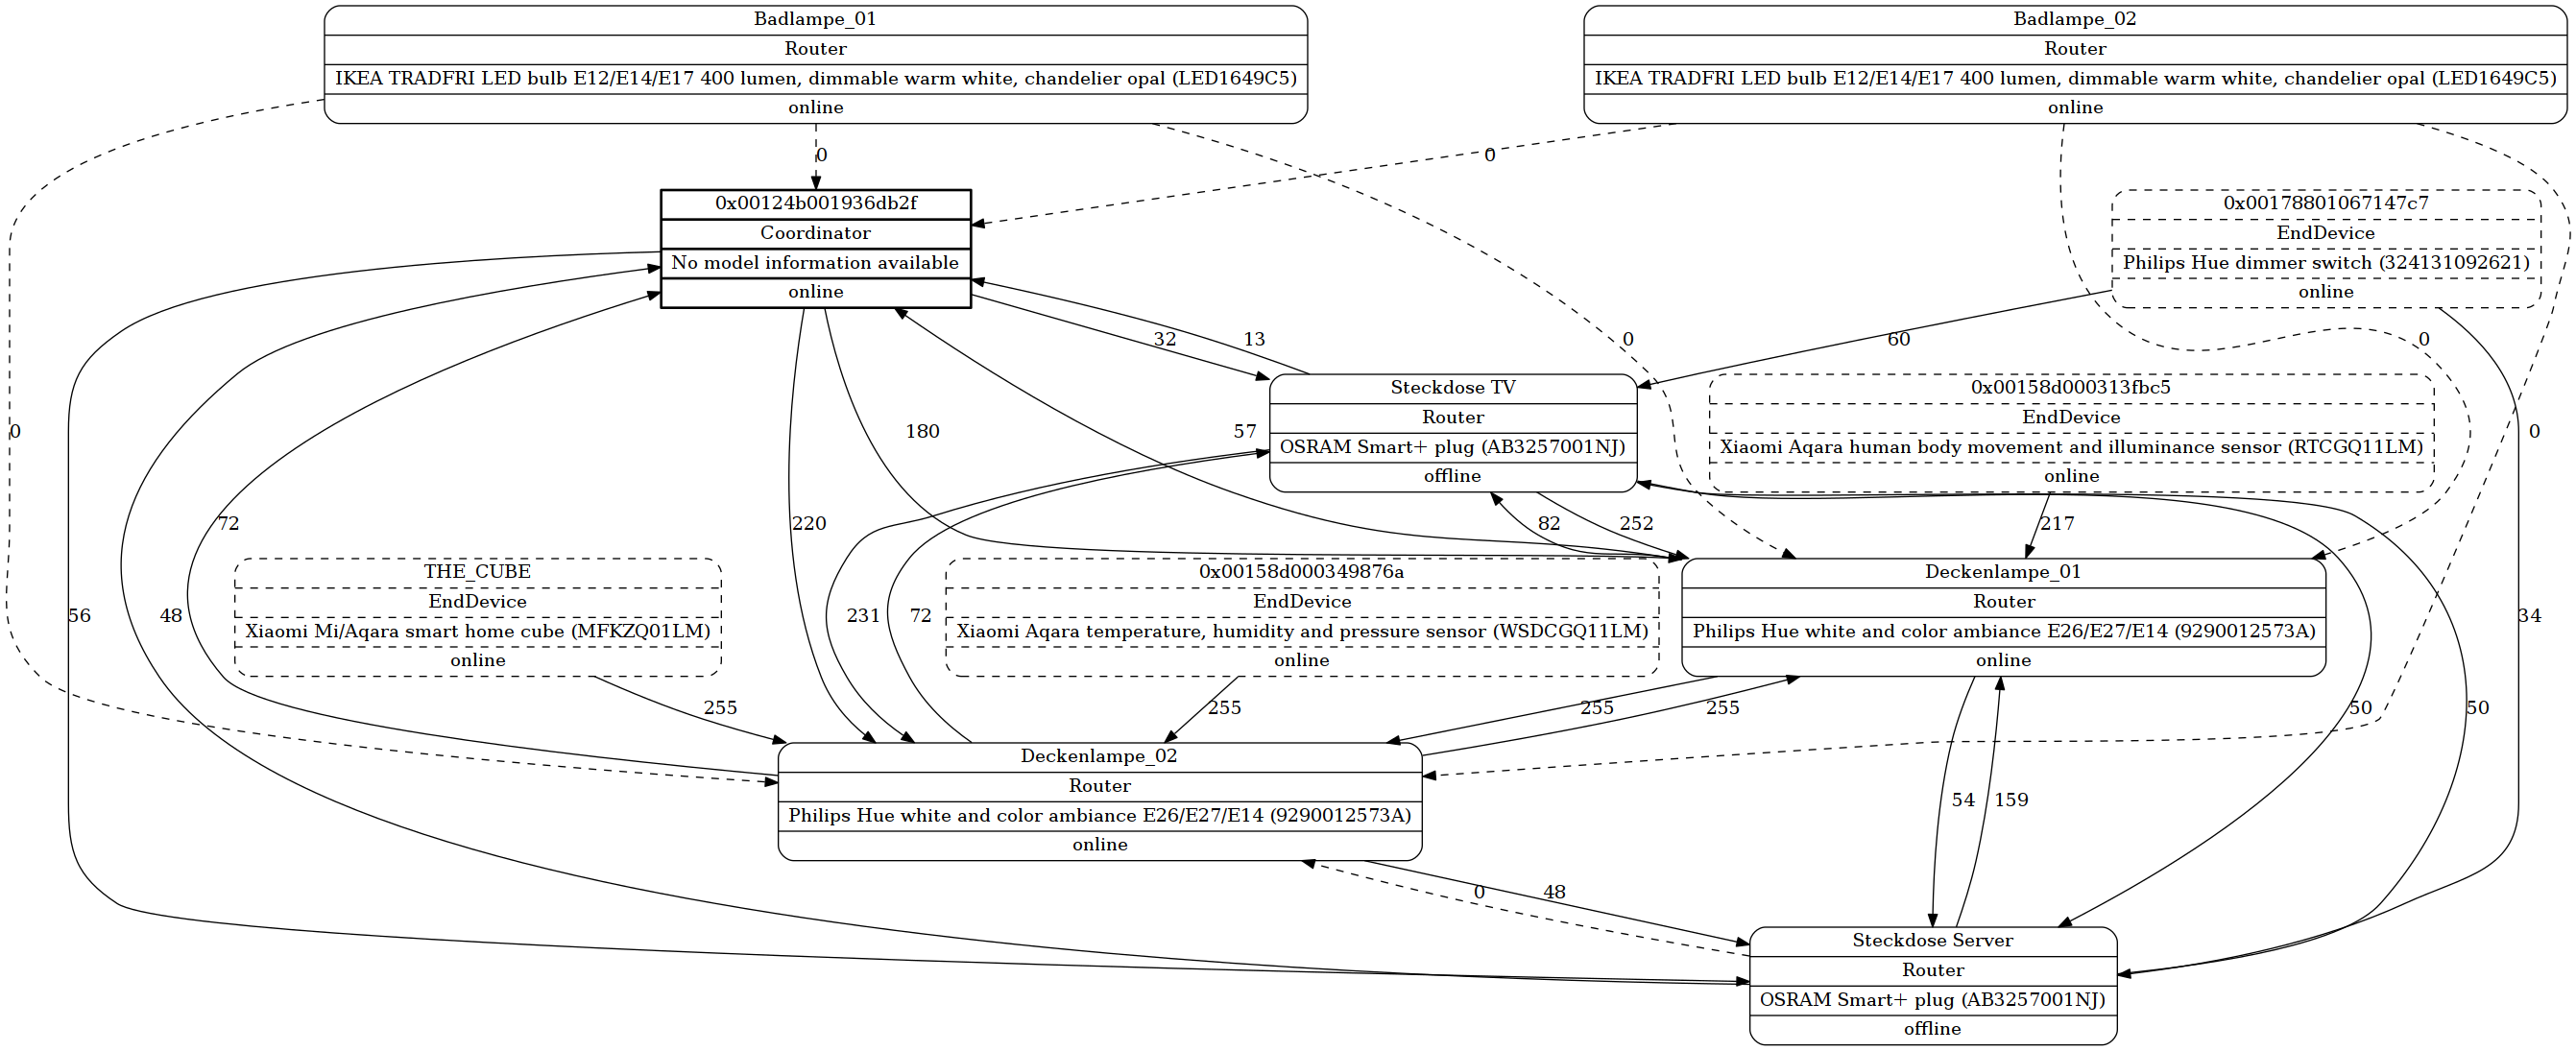 Badlampe_01
Router
IKEA TRADFRI LED bulb E12/E14/E17 400 lumen, dimmable warm white, chandelier opal (LED1649C5)
online
Badlampe_02
Router
IKEA TRADFRI LED bulb E12/E14/E17 400 lumen, dimmable warm white, chandelier opal (LED1649C5)
online
0
0
0x00124b001936db2f
Coordinator
No model information available
online
0x00178801067147c7
EndDevice
Philips Hue dimmer switch (324131092621)
online
32
13
0
60
0
Steckdose TV
Router
OSRAM Smart+ plug (AB3257001NJ)
offline
0x00158d000313fbc5
EndDevice
Xiaomi Aqara human body movement and illuminance sensor (RTCGQ11LM)
online
0
180
57
0
72
220
82
252
217
THE_CUBE
EndDevice
Xiaomi Mi/Aqara smart home cube (MFKZQ01LM)
online
0x00158d000349876a
EndDevice
Xiaomi Aqara temperature, humidity and pressure sensor (WSDCGQ11LM)
online
Deckenlampe_01
Router
Philips Hue white and color ambiance E26/E27/E14 (9290012573A)
online
56
48
231
72
34
255
255
255
255
50
50
Deckenlampe_02
Router
Philips Hue white and color ambiance E26/E27/E14 (9290012573A)
online
54
159
0
48
Steckdose Server
Router
OSRAM Smart+ plug (AB3257001NJ)
offline